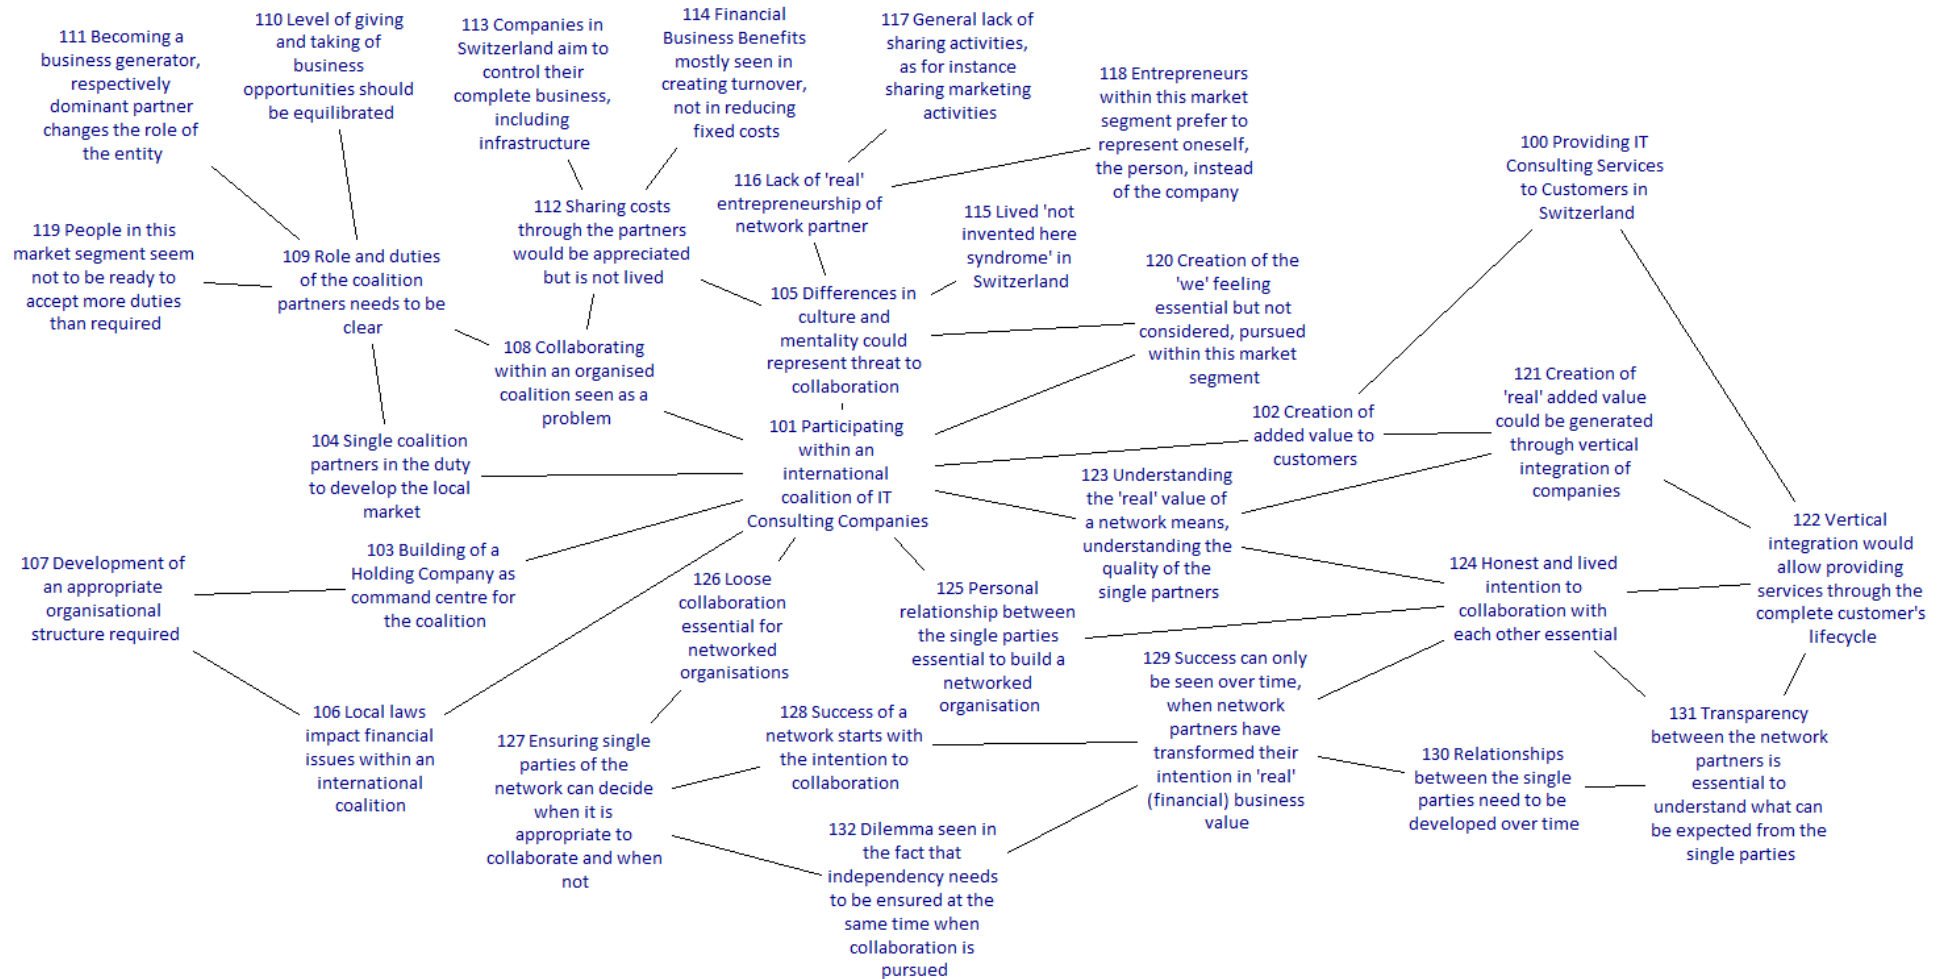 111 Becoming a
business generator,
respectively
dominant partner
changes the role of
the entity
110 Level of giving
and taking of
business
opportunities should
be equilibrated
113 Companies in
Switzerland aim to
control their
complete business,
including
infrastructure
114 Financial
Business Benefits
mostly seen in
creating turnover,
not in reducing
fixed costs
117 General lack of
sharing activities,
as for instance
sharing marketing
activities
118 Entrepreneurs
within this market
segment prefer to
represent oneself,
the person, instead
of the company
100 Providing IT
Consulting Services
to Customers in
Switzerland
119 People in this
market segment seem
not to be ready to
accept more duties
than required
109 Role and duties
of the coalition
partners needs to be
clear
112 Sharing costs
through the partners
would be appreciated
but is not lived
116 Lack of 'real'
entrepreneurship of
network partner
115 Lived 'not
invented here
syndrome' in
Switzerland
120 Creation of the
'we' feeling
essential but not
considered, pursued
within this market
segment
105 Differences in
culture and
mentality could
represent threat to
collaboration
108 Collaborating
within an organised
coalition seen as a
problem
104 Single coalition
partners in the duty
to develop the local
market
101 Participating
within an
international
coalition of IT
Consulting Companies
102 Creation of
added value to
customers
121 Creation of
'real' added value
could be generated
through vertical
integration of
companies
123 Understanding
the 'real' value of
a network means,
understanding the
quality of the
single partners
122 Vertical
integration would
allow providing
services through the
complete customer's
lifecycle
107 Development of
an appropriate
organisational
structure required
103 Building of a
Holding Company as
command centre for
the coalition
126 Loose
collaboration
essential for
networked
organisations
125 Personal
relationship between
the single parties
essential to build a
networked
organisation
124 Honest and lived
intention to
collaboration with
each other essential
106 Local laws
impact financial
issues within an
international
coalition
127 Ensuring single
parties of the
network can decide
when it is
appropriate to
collaborate and when
not
128 Success of a
network starts with
the intention to
collaboration
129 Success can only
be seen over time,
when network
partners have
transformed their
intention in 'real'
(financial) business
value
130 Relationships
between the single
parties need to be
developed over time
131 Transparency
between the network
partners is
essential to
understand what can
be expected from the
single parties
132 Dilemma seen in
the fact that
independency needs
to be ensured at the
same time when
collaboration is
pursued